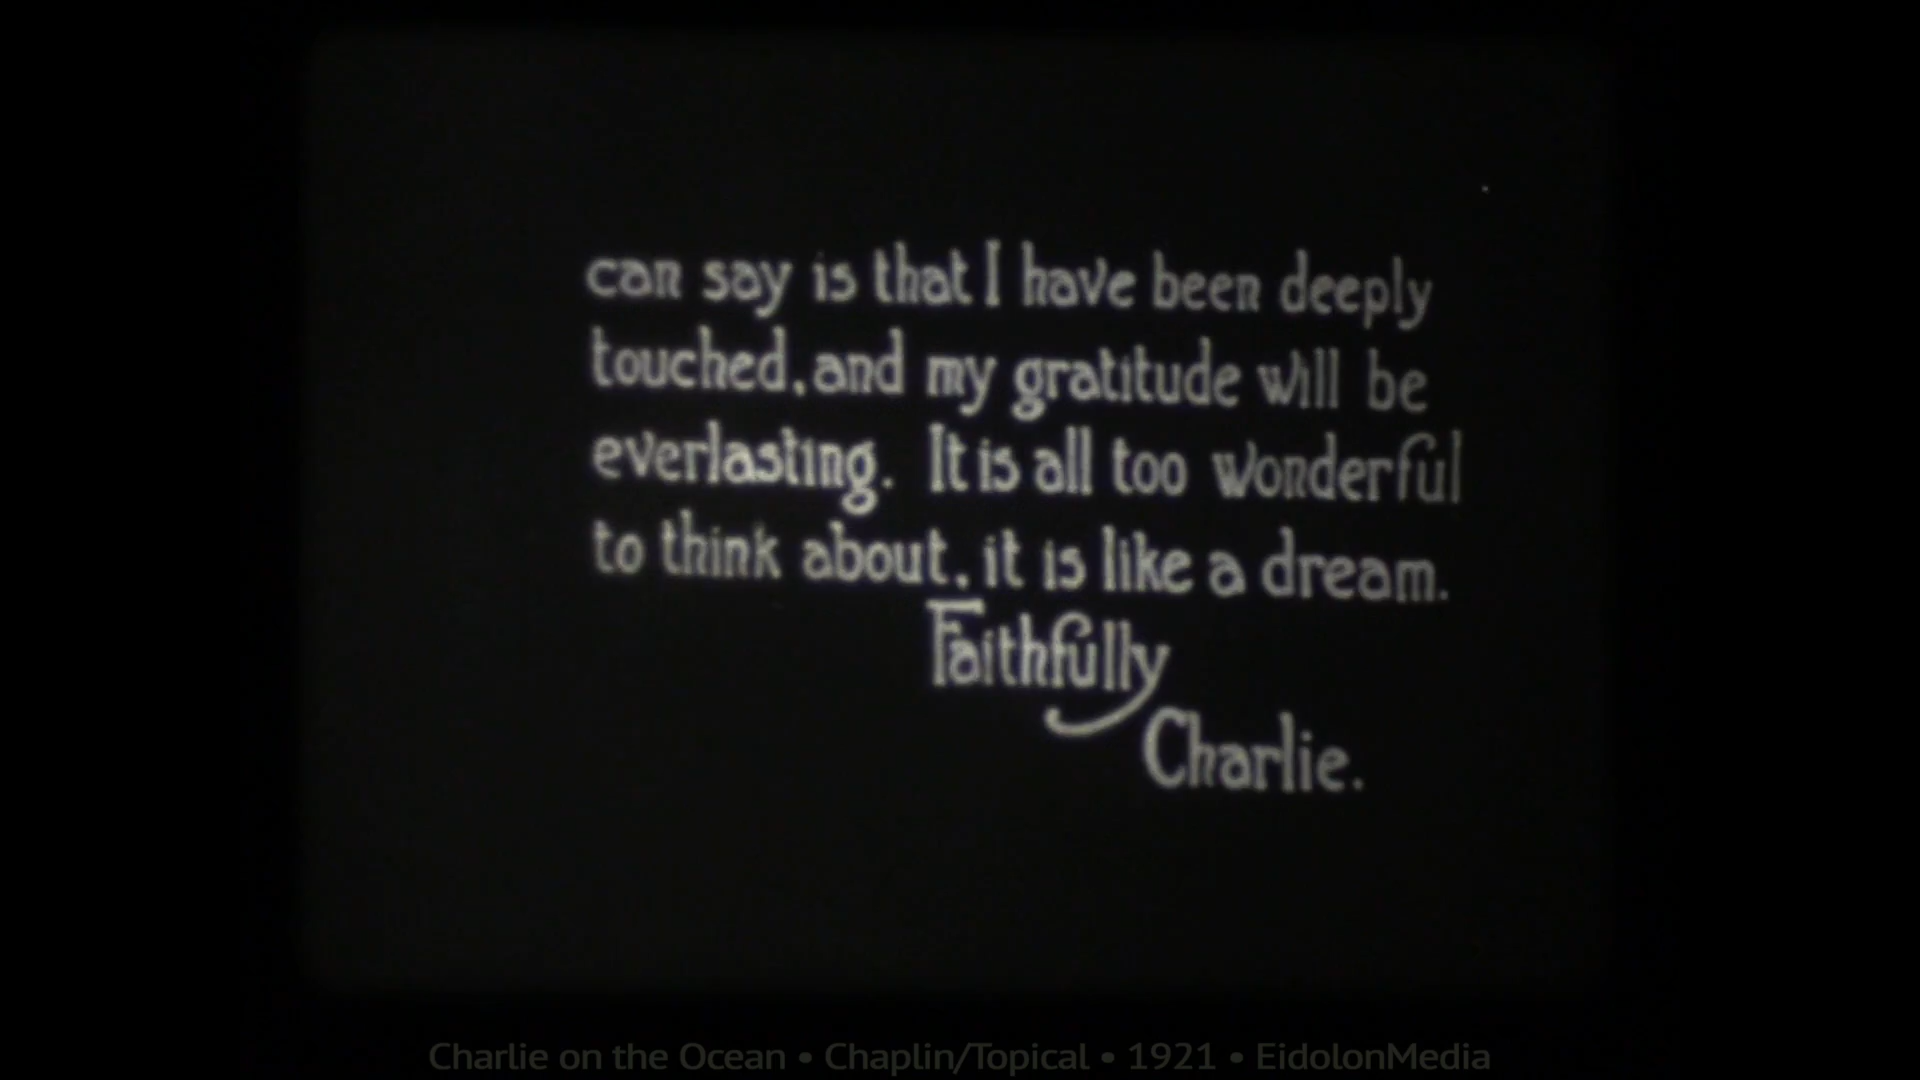 can say is that I have been deeply
touched, and my gratitude will be
everlasting. It is all too wonderful
to think about, it is like a dream.
Faithfully
Charlie.
Charlie on the Ocean • Chaplin/Topical • 1921 • EidolonMedia